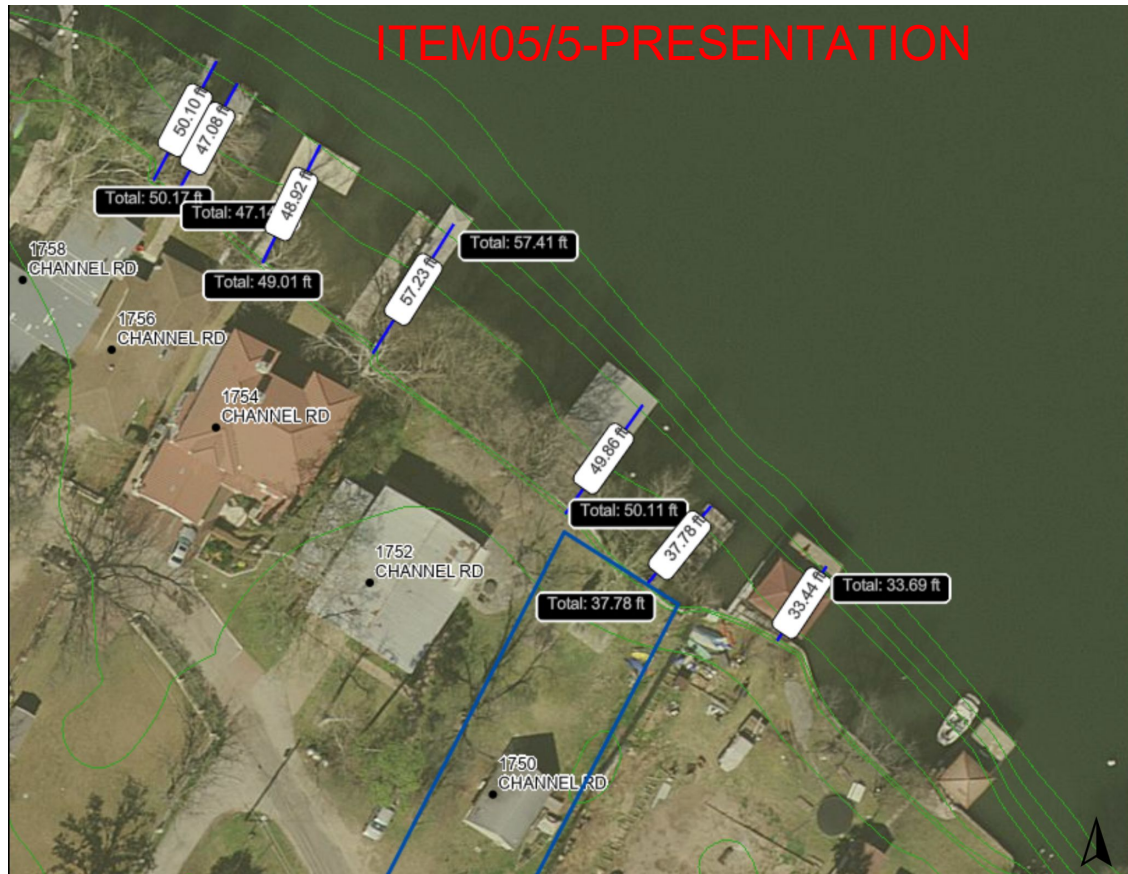 ITEM05/5-PRESENTATION
50.10 ft
47.08 ft
Total: 50.17 ft
Total: 47.14
48.92 ft
Total: 49.01 ft
57.23 ft
Total: 57.41 ft
1758
CHANNEL RD
1756
CHANNEL RD
1754
CHANNEL RD
49.86 ft
Total: 50.11 ft
37.78 ft
Total: 37.78 ft
33.44 ft
Total: 33.69 ft
1752
CHANNEL RD
1750
CHANNEL RD